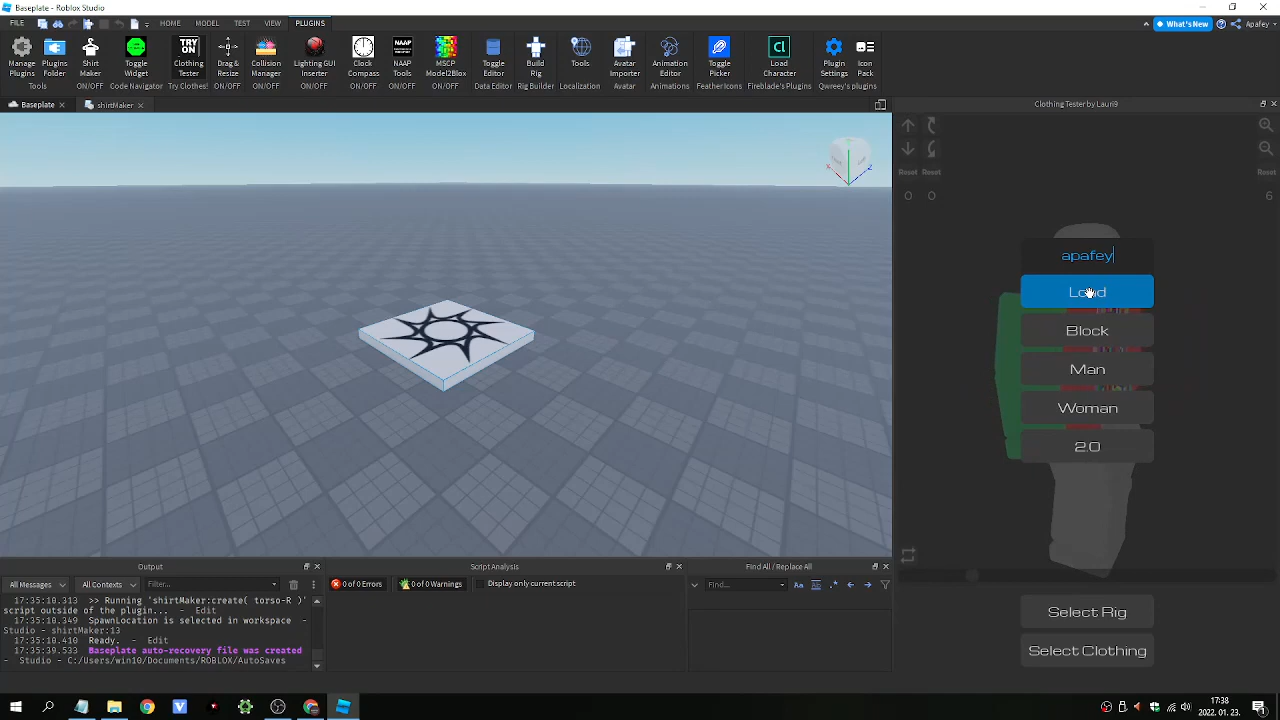 Baseplate - Roblox Studio
FILE HOME MODEL TEST VIEW PLUGINS What's New Apafey
Manage Plugins Plugins Folder Shirt Maker Toggle Widget Clothing Tester Drag & Resize Collision Manager Lighting GUI Inserter Clock Compass NAAP Tools MSCP Model2Blox Toggle Editor Build Rig Tools Avatar Importer Animation Editor Toggle Picker Load Character Plugin Settings Icon Pack
TRY ON NAAP Cl
Tools ON/OFF Code Navigator Try Clothes! ON/OFF ON/OFF ON/OFF ON/OFF ON/OFF ON/OFF Data Editor Rig Builder Localization Avatar Animations Feather Icons Fireblade's Plugins Qwreey's plugins
Baseplate shirtMaker Clothing Tester by Lauri9
Reset Reset Reset
0 0 6
X Z
apafey
Load
Block
Man
Woman
2.0
Select Rig
Select Clothing
Output Script Analysis Find All / Replace All
All Messages All Contexts Filter... 0 of 0 Errors 0 of 0 Warnings Display only current script Find... Aa Ab
17:35:10.313 >> Running 'shirtMaker:create( torso-R )'
script outside of the plugin... - Edit
17:35:10.349 SpawnLocation is selected in workspace -
Studio - shirtMaker:13
17:35:10.410 Ready. - Edit
17:35:39.533 Baseplate auto-recovery file was created
- Studio - C:/Users/win10/Documents/ROBLOX/AutoSaves
17:38
2022. 01. 23.